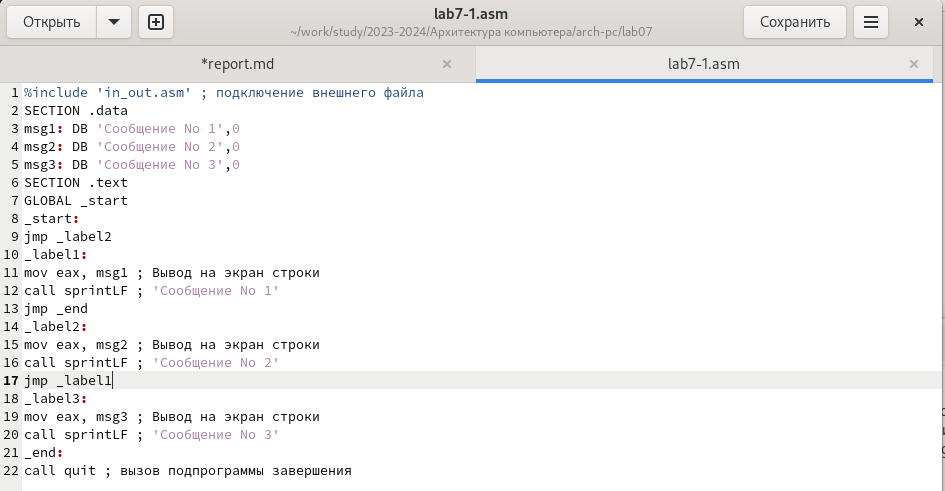 Открыть
lab7-1.asm
~/work/study/2023-2024/Архитектура компьютера/arch-pc/lab07
Сохранить
*report.md
lab7-1.asm
1 %include 'in_out.asm' ; подключение внешнего файла
2 SECTION .data
3 msg1: DB 'Сообщение No 1',0
4 msg2: DB 'Сообщение No 2',0
5 msg3: DB 'Сообщение No 3',0
6 SECTION .text
7 GLOBAL _start
8 _start:
9 jmp _label2
10 _label1:
11 mov eax, msg1 ; Вывод на экран строки
12 call sprintLF ; 'Сообщение No 1'
13 jmp _end
14 _label2:
15 mov eax, msg2 ; Вывод на экран строки
16 call sprintLF ; 'Сообщение No 2'
17 jmp _label1
18 _label3:
19 mov eax, msg3 ; Вывод на экран строки
20 call sprintLF ; 'Сообщение No 3'
21 _end:
22 call quit ; вызов подпрограммы завершения